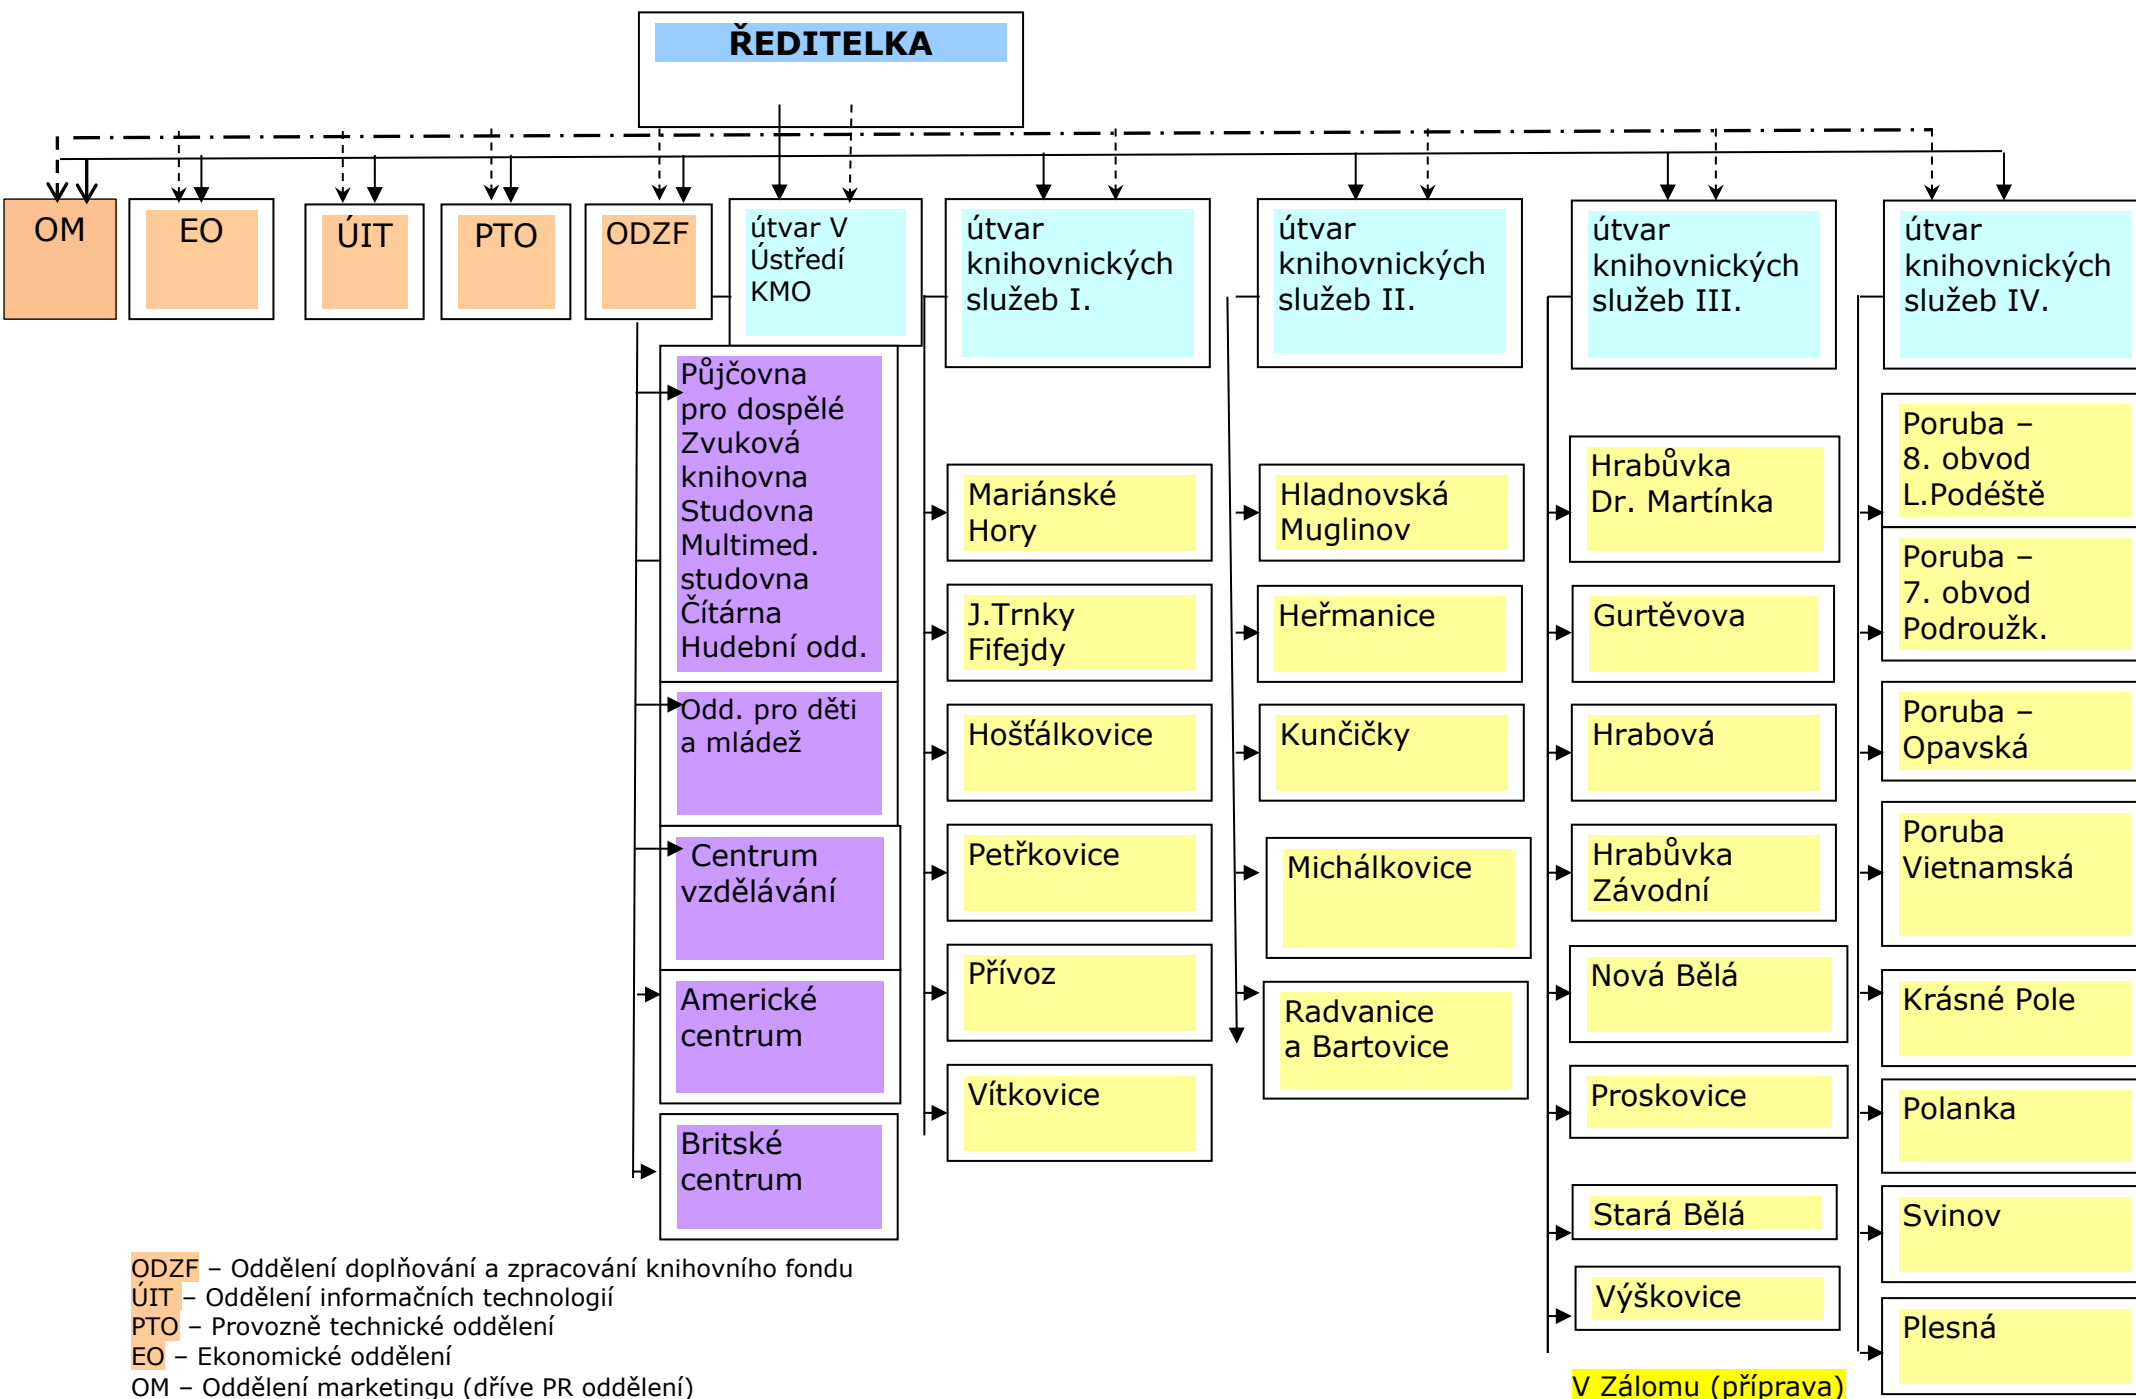 ŘEDITELKA
OM
EO
ÚIT
PTO
ODZF
útvar V
Ústředí
KMO
útvar
knihovnických
služeb I.
útvar
knihovnických
služeb II.
útvar
knihovnických
služeb III.
útvar
knihovnických
služeb IV.
Půjčovna
pro dospělé
Zvuková
knihovna
Studovna
Multimed.
studovna
Čítárna
Hudební odd.
Odd. pro děti
a mládež
Centrum
vzdělávání
Americké
centrum
Britské
centrum
Mariánské
Hory
J.Trnky
Fifejdy
Hošťálkovice
Petřkovice
Přívoz
Vítkovice
Hladnovská
Muglinov
Heřmanice
Kunčičky
Michálkovice
Radvanice
a Bartovice
Hrabůvka
Dr. Martínka
Gurtěvova
Hrabová
Hrabůvka
Závodní
Nová Bělá
Proskovice
Stará Bělá
Výškovice
V Zálomu (příprava)
Poruba –
8. obvod
L.Podéště
Poruba –
7. obvod
Podroužk.
Poruba –
Opavská
Poruba
Vietnamská
Krásné Pole
Polanka
Svinov
Plesná
ODZF – Oddělení doplňování a zpracování knihovního fondu
ÚIT – Oddělení informačních technologií
PTO – Provozně technické oddělení
EO – Ekonomické oddělení
OM – Oddělení marketingu (dříve PR oddělení)